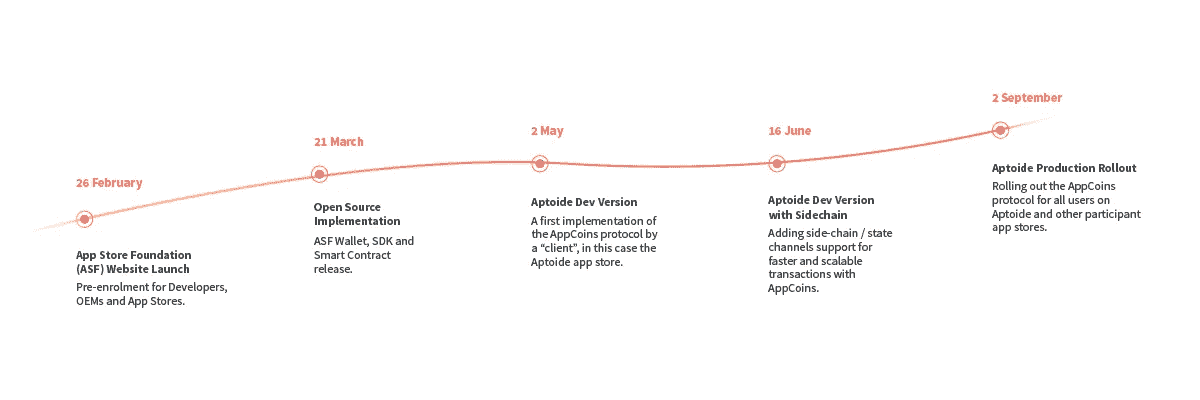 26 February
App Store Foundation
(ASF) Website Launch
Pre-enrolment for Developers,
OEMs and App Stores.
21 March
Open Source
Implementation
ASF Wallet, SDK and
Smart Contract
release.
2 May
Aptoide Dev Version
A first implementation of
the AppCoins protocol by
a “client”, in this case the
Aptoide app store.
16 June
Aptoide Dev Version
with Sidechain
Adding side-chain / state
channels support for
faster and scalable
transactions with
AppCoins.
2 September
Aptoide Production Rollout
Rolling out the AppCoins
protocol for all users on
Aptoide and other participant
app stores.